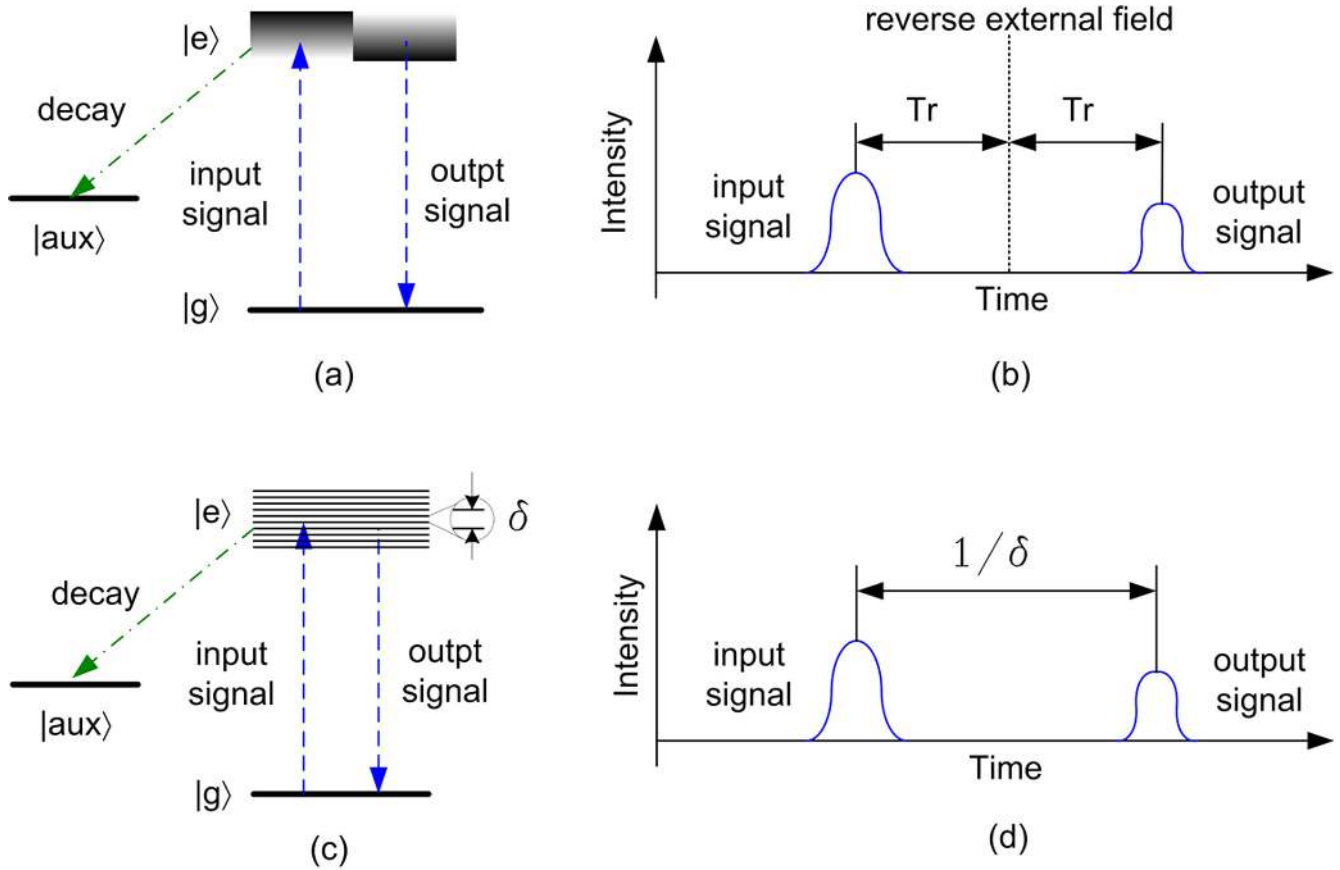 |e⟩
decay
input
signal
outpt
signal
|aux⟩
|g⟩
(a)
reverse external field
Tr
Tr
Intensity
input
signal
output
signal
Time
(b)
|e⟩
δ
decay
input
signal
outpt
signal
|aux⟩
|g⟩
(c)
1/δ
Intensity
input
signal
output
signal
Time
(d)